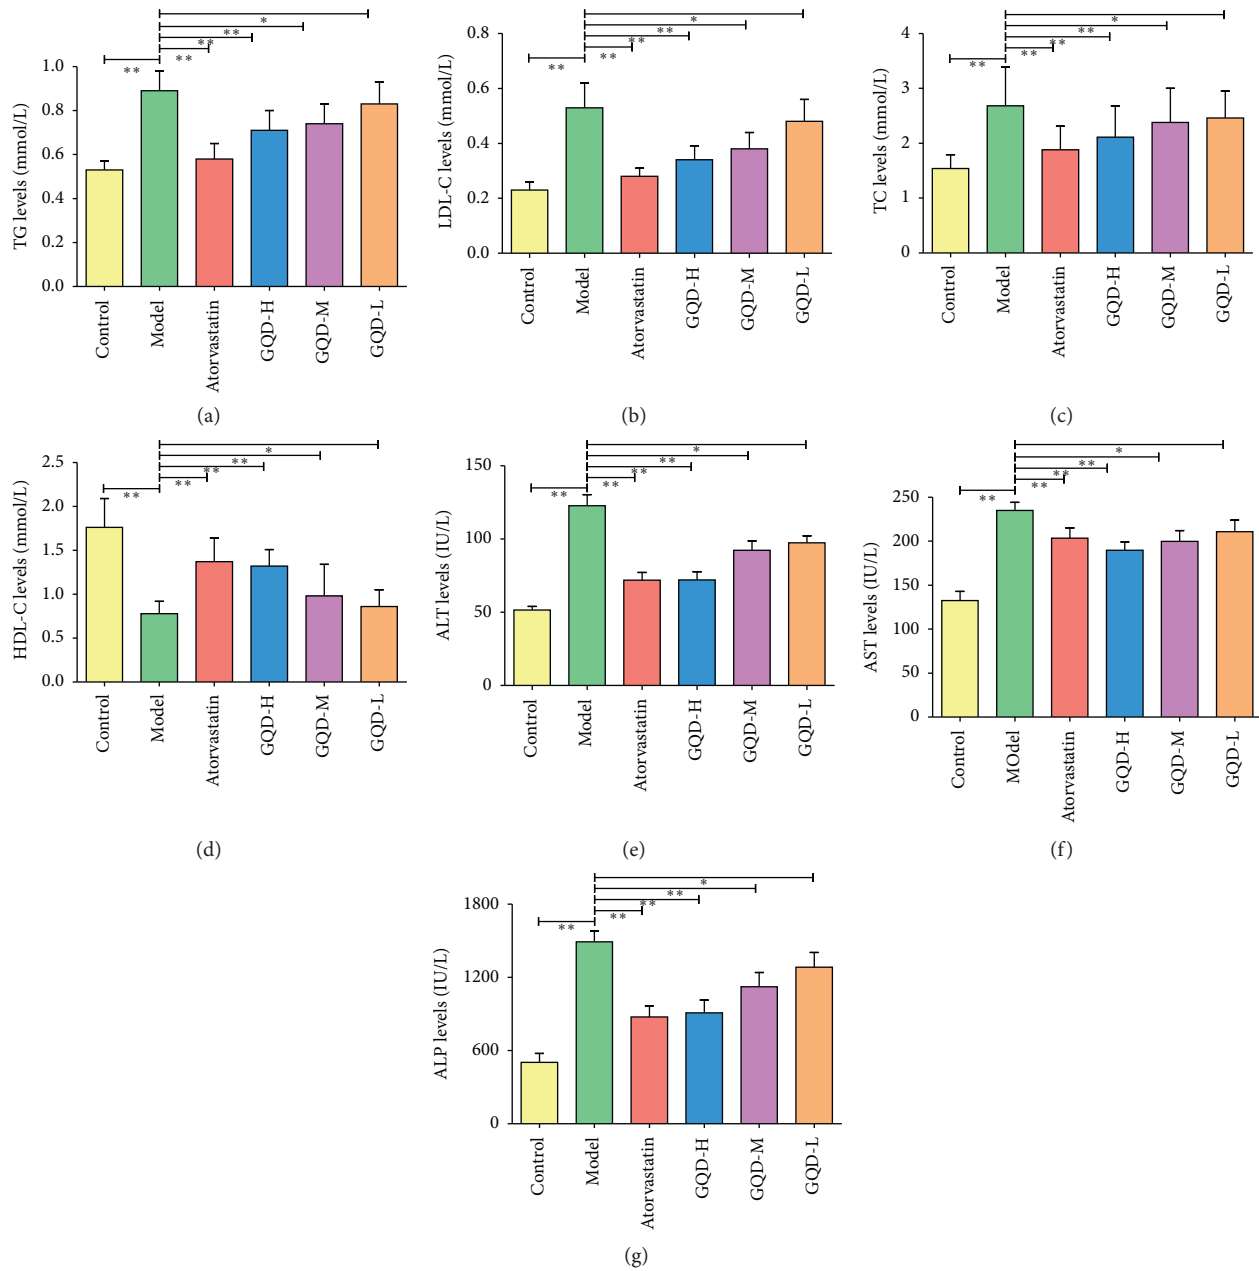 **
**
**
**
*
TG levels (mmol/L)
1.0
0.8
0.6
0.4
0.2
0.0
Control
Model
Atorvastatin
GQD-H
GQD-M
GQD-L
(a)
**
**
**
**
*
LDL-C levels (mmol/L)
0.8
0.6
0.4
0.2
0.0
Control
Model
Atorvastatin
GQD-H
GQD-M
GQD-L
(b)
**
**
**
**
*
TC levels (mmol/L)
4
3
2
1
0
Control
Model
Atorvastatin
GQD-H
GQD-M
GQD-L
(c)
**
**
**
**
*
HDL-C levels (mmol/L)
2.5
2.0
1.5
1.0
0.5
0.0
Control
Model
Atorvastatin
GQD-H
GQD-M
GQD-L
(d)
**
**
**
**
*
ALT levels (IU/L)
150
100
50
0
Control
Model
Atorvastatin
GQD-H
GQD-M
GQD-L
(e)
**
**
**
**
*
AST levels (IU/L)
250
200
150
100
50
0
Control
MOdel
Atorvastatin
GQD-H
GQD-M
GQD-L
(f)
**
**
**
**
*
ALP levels (IU/L)
1800
1200
600
0
Control
Model
Atorvastatin
GQD-H
GQD-M
GQD-L
(g)